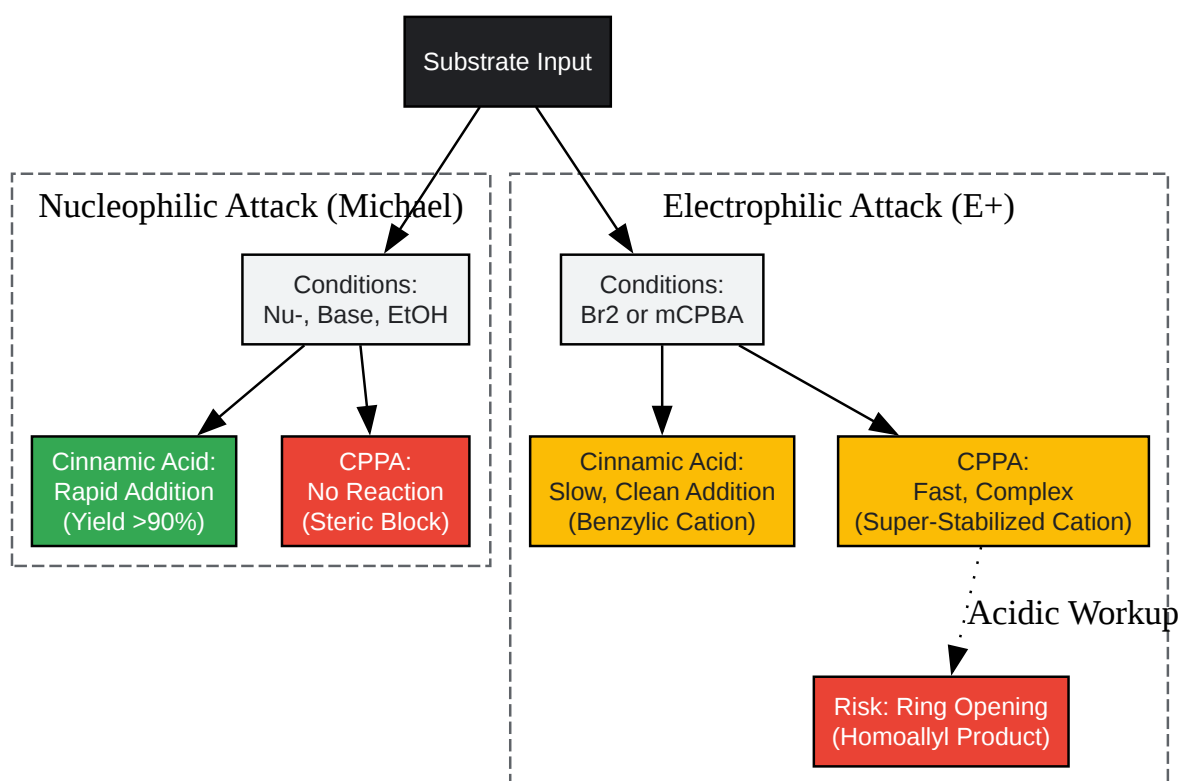 Substrate Input
Nucleophilic Attack (Michael)
Electrophilic Attack (E+)
Conditions:
Nu-, Base, EtOH
Conditions:
Br2 or mCPBA
Cinnamic Acid:
Rapid Addition
(Yield >90%)
CPPA:
No Reaction
(Steric Block)
Cinnamic Acid:
Slow, Clean Addition
(Benzylic Cation)
CPPA:
Fast, Complex
(Super-Stabilized Cation)
Acidic Workup
Risk: Ring Opening
(Homoallyl Product)